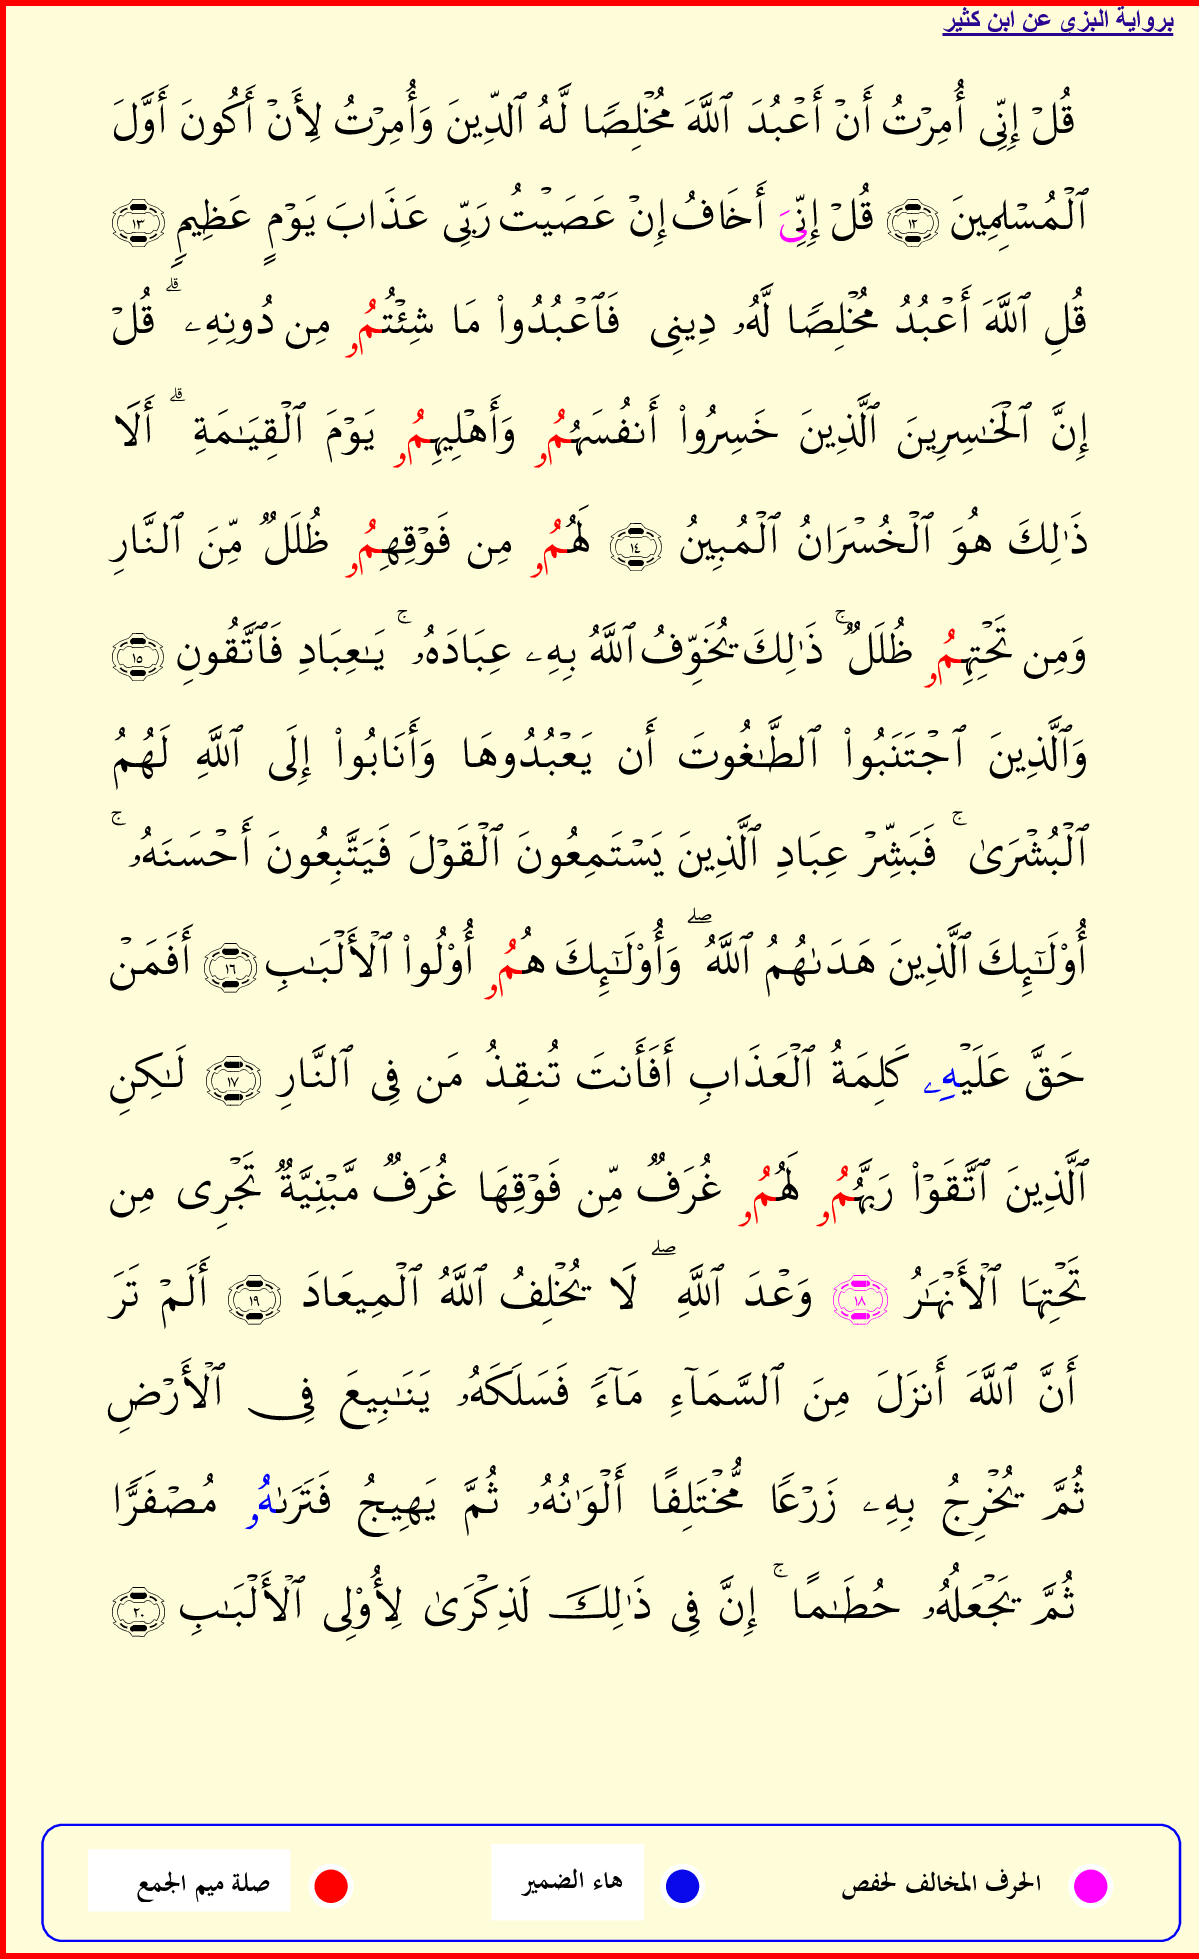 برواية البزى عن ابن كثير
قُلۡ إِنِّى أُمِرۡتُ أَنۡ أَعۡبُدَ ٱللَّهَ مُخۡلِصًا لَّهُ ٱلدِّينَ وَأُمِرۡتُ لِأَنۡ أَكُونَ أَوَّلَ
ٱلۡمُسۡلِمِينَ ١٢ قُلۡ إِنِّىَ أَخَافُ إِنۡ عَصَيۡتُ رَبِّى عَذَابَ يَوۡمٍ عَظِيمٍ ١٣
قُلِ ٱللَّهَ أَعۡبُدُ مُخۡلِصًا لَّهُۥ دِينِى فَٱعۡبُدُوا۟ مَا شِئۡتُمُۥ مِن دُونِهِۦ ۗ قُلۡ
إِنَّ ٱلۡخَـٰسِرِينَ ٱلَّذِينَ خَسِرُوا۟ أَنفُسَهُمُۥ وَأَهۡلِيهِمُۥ يَوۡمَ ٱلۡقِيَـٰمَةِ ۗ أَلَا
ذَٰلِكَ هُوَ ٱلۡخُسۡرَانُ ٱلۡمُبِينُ ١٤ لَهُمُۥ مِن فَوۡقِهِمُۥ ظُلَلٌ مِّنَ ٱلنَّارِ
وَمِن تَحۡتِهِمُۥ ظُلَلٌ ۚ ذَٰلِكَ يُخَوِّفُ ٱللَّهُ بِهِۦ عِبَادَهُۥ ۚ يَـٰعِبَادِ فَٱتَّقُونِ ١٥
وَٱلَّذِينَ ٱجۡتَنَبُوا۟ ٱلطَّـٰغُوتَ أَن يَعۡبُدُوهَا وَأَنَابُوا۟ إِلَى ٱللَّهِ لَهُمُ
ٱلۡبُشۡرَىٰ ۚ فَبَشِّرۡ عِبَادِ ٱلَّذِينَ يَسۡتَمِعُونَ ٱلۡقَوۡلَ فَيَتَّبِعُونَ أَحۡسَنَهُۥ ۚ
أُو۟لَـٰٓئِكَ ٱلَّذِينَ هَدَىٰهُمُ ٱللَّهُ ۖ وَأُو۟لَـٰٓئِكَ هُمُۥ أُو۟لُوا۟ ٱلۡأَلۡبَـٰبِ ١٦ أَفَمَنۡ
حَقَّ عَلَيۡهِۦ كَلِمَةُ ٱلۡعَذَابِ أَفَأَنتَ تُنقِذُ مَن فِى ٱلنَّارِ ١٧ لَـٰكِنِ
ٱلَّذِينَ ٱتَّقَوۡا۟ رَبَّهُمُۥ لَهُمُۥ غُرَفٌ مِّن فَوۡقِهَا غُرَفٌ مَّبۡنِيَّةٌ تَجۡرِى مِن
تَحۡتِهَا ٱلۡأَنۡهَـٰرُ ١٨ وَعۡدَ ٱللَّهِ ۖ لَا يُخۡلِفُ ٱللَّهُ ٱلۡمِيعَادَ ١٩ أَلَمۡ تَرَ
أَنَّ ٱللَّهَ أَنزَلَ مِنَ ٱلسَّمَآءِ مَآءً فَسَلَكَهُۥ يَنَـٰبِيعَ فِى ٱلۡأَرۡضِ
ثُمَّ يُخۡرِجُ بِهِۦ زَرۡعًا مُّخۡتَلِفًا أَلۡوَٰنُهُۥ ثُمَّ يَهِيجُ فَتَرَىٰهُۥ مُصۡفَرًّا
ثُمَّ يَجۡعَلُهُۥ حُطَـٰمًا ۚ إِنَّ فِى ذَٰلِكَ لَذِكۡرَىٰ لِأُو۟لِى ٱلۡأَلۡبَـٰبِ ٢٠
الحرف المخالف لحفص
هاء الضمير
صلة ميم الجمع